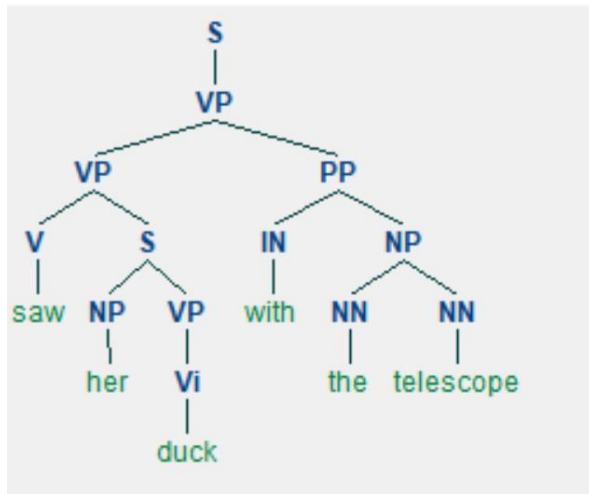 S
VP
VP PP
V S IN NP
saw NP VP with NN NN
her Vi the telescope
duck